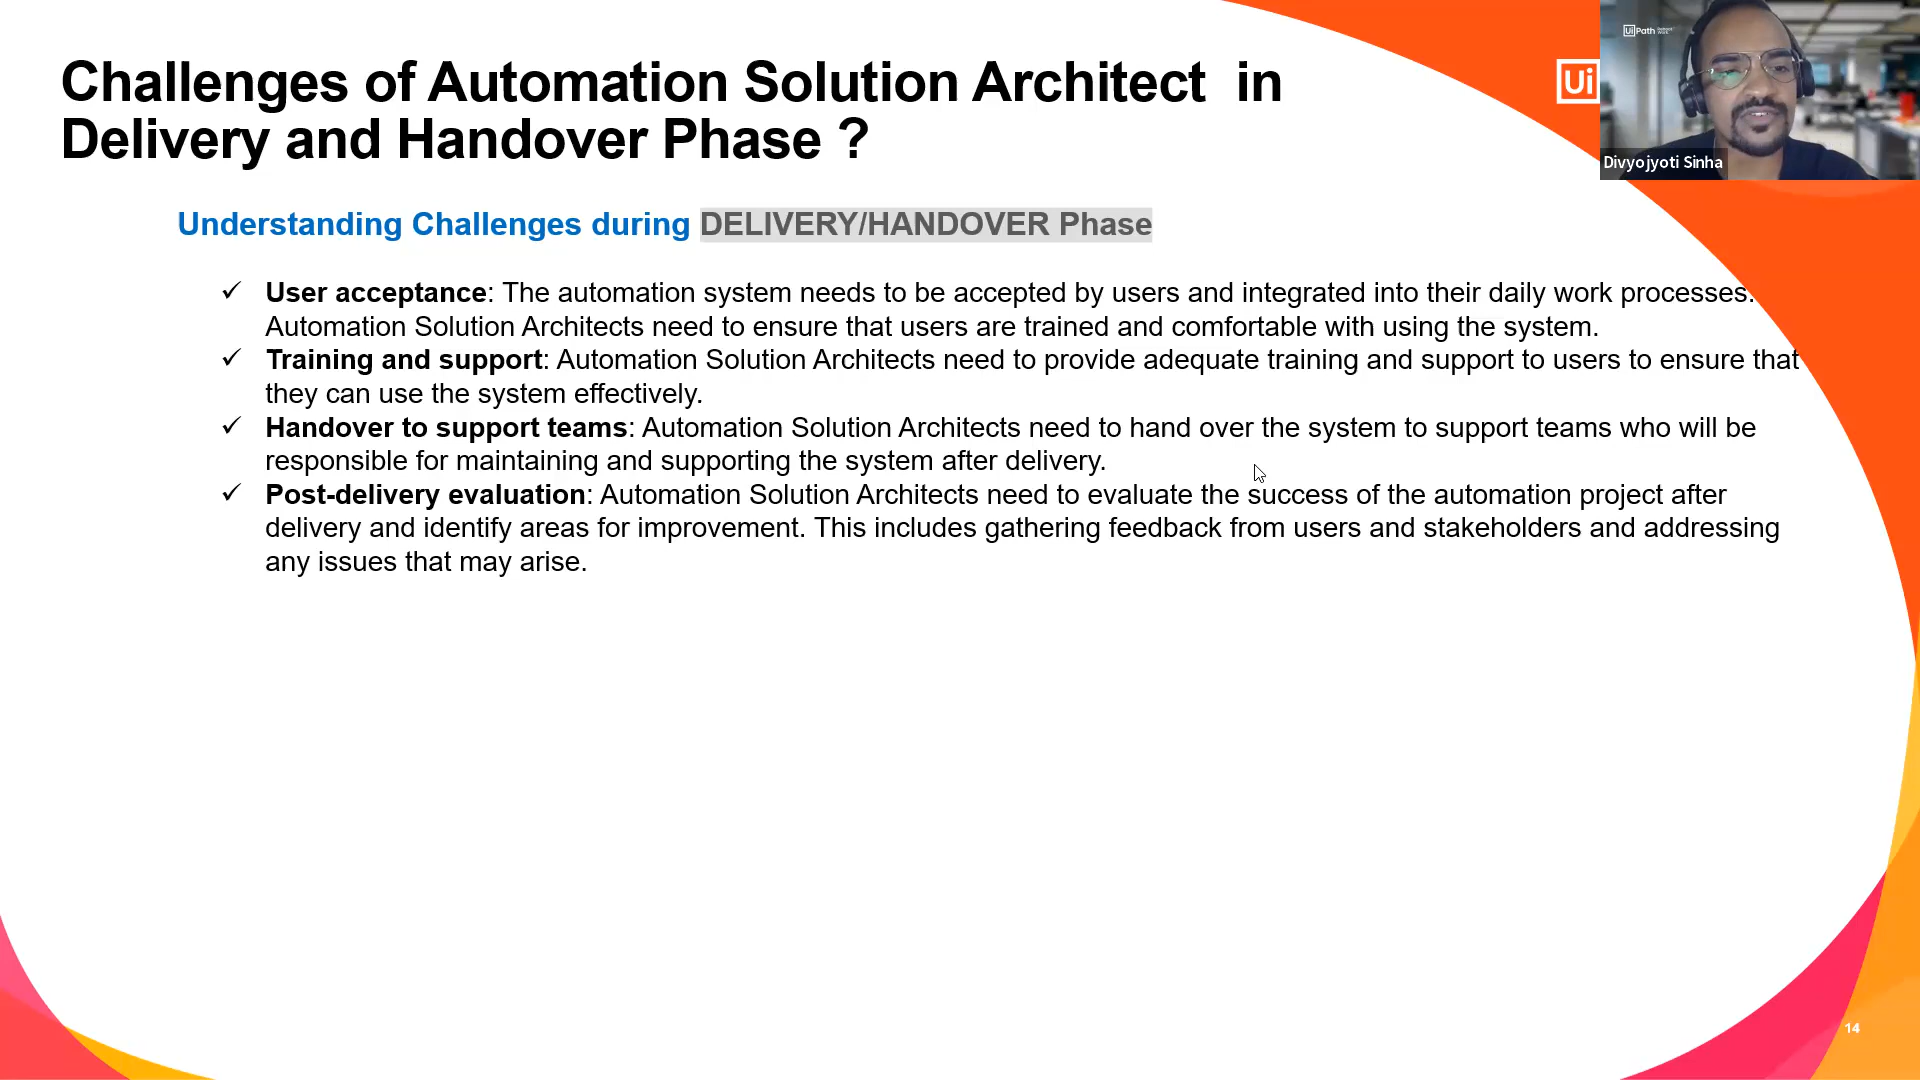 Challenges of Automation Solution Architect in
Delivery and Handover Phase ?
Ui
UiPath
Divyojyoti Sinha
Understanding Challenges during DELIVERY/HANDOVER Phase
✓ User acceptance: The automation system needs to be accepted by users and integrated into their daily work processes.
Automation Solution Architects need to ensure that users are trained and comfortable with using the system.
✓ Training and support: Automation Solution Architects need to provide adequate training and support to users to ensure that
they can use the system effectively.
✓ Handover to support teams: Automation Solution Architects need to hand over the system to support teams who will be
responsible for maintaining and supporting the system after delivery.
✓ Post-delivery evaluation: Automation Solution Architects need to evaluate the success of the automation project after
delivery and identify areas for improvement. This includes gathering feedback from users and stakeholders and addressing
any issues that may arise.
14